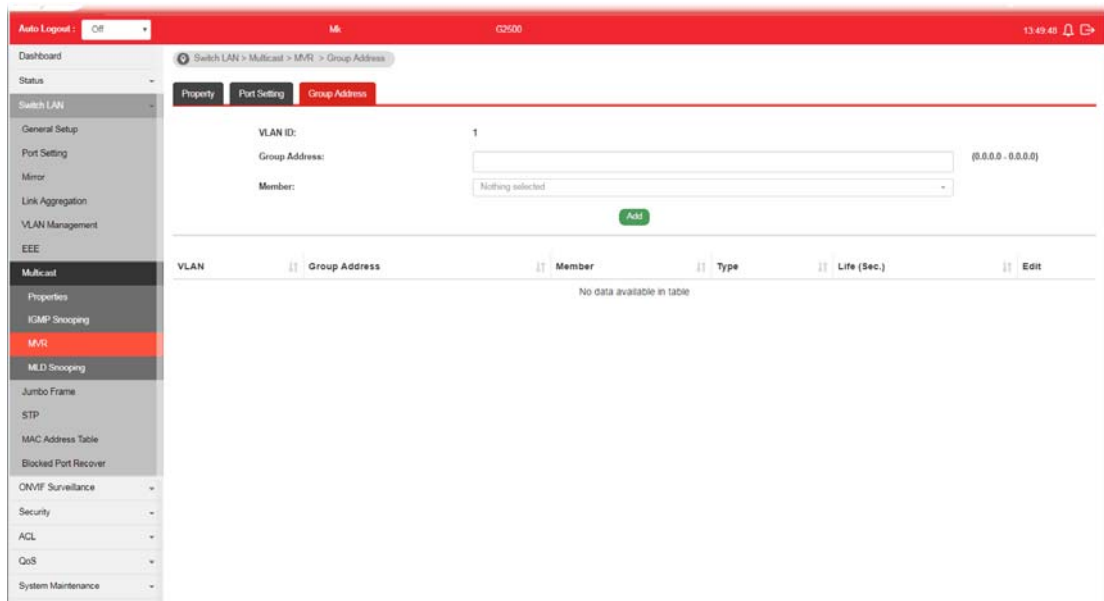 Auto Logout : Off Mk G2500 13:49:48
Dashboard
Status
Switch LAN
General Setup
Port Setting
Mirror
Link Aggregation
VLAN Management
EEE
Multicast
Properties
IGMP Snooping
MVR
MLD Snooping
Jumbo Frame
STP
MAC Address Table
Blocked Port Recover
ONVIF Surveillance
Security
ACL
QoS
System Maintenance
Switch LAN > Multicast > MVR > Group Address
Property Port Setting Group Address
VLAN ID: 1
Group Address: (0.0.0.0 - 0.0.0.0)
Member: Nothing selected
Add
VLAN Group Address Member Type Life (Sec.) Edit
No data available in table